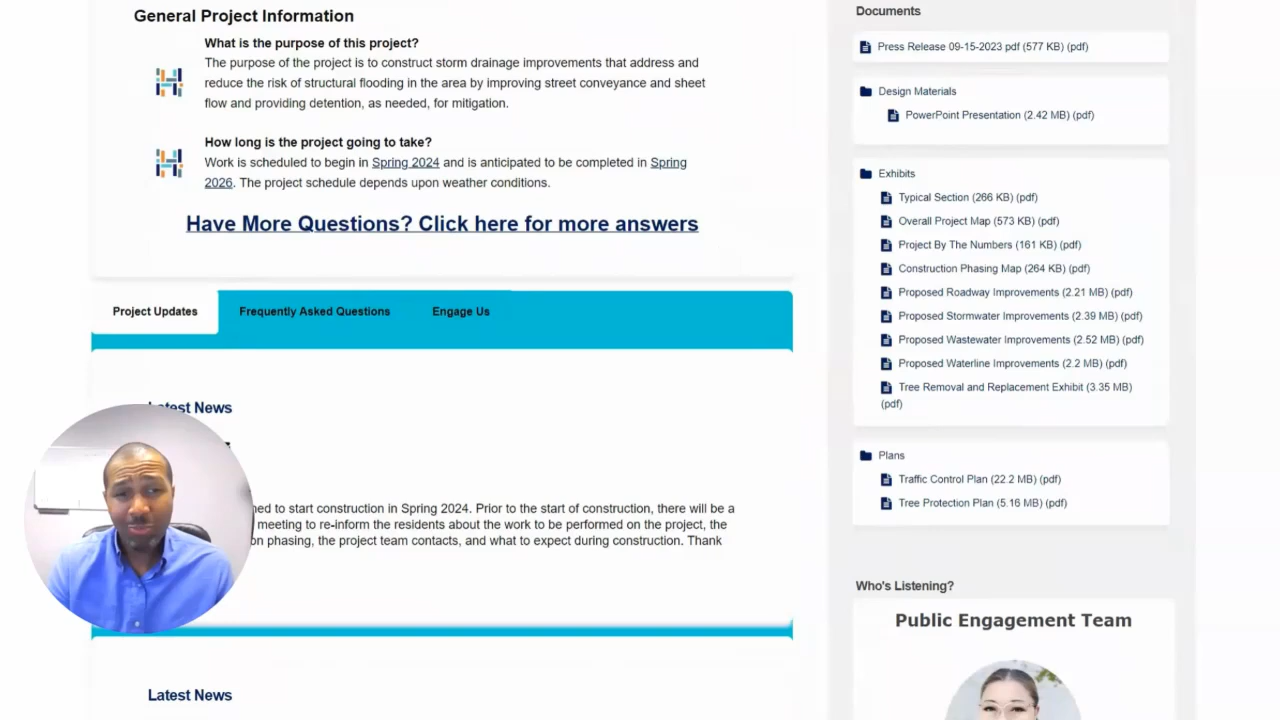 General Project Information
What is the purpose of this project?
The purpose of the project is to construct storm drainage improvements that address and
reduce the risk of structural flooding in the area by improving street conveyance and sheet
flow and providing detention, as needed, for mitigation.
How long is the project going to take?
Work is scheduled to begin in Spring 2024 and is anticipated to be completed in Spring
2026. The project schedule depends upon weather conditions.
Have More Questions? Click here for more answers
Project Updates
Frequently Asked Questions
Engage Us
Latest News
to start construction in Spring 2024. Prior to the start of construction, there will be a
meeting to re-inform the residents about the work to be performed on the project, the
phasing, the project team contacts, and what to expect during construction. Thank
Latest News
Documents
Press Release 09-15-2023 pdf (577 KB) (pdf)
Design Materials
PowerPoint Presentation (2.42 MB) (pdf)
Exhibits
Typical Section (266 KB) (pdf)
Overall Project Map (573 KB) (pdf)
Project By The Numbers (161 KB) (pdf)
Construction Phasing Map (264 KB) (pdf)
Proposed Roadway Improvements (2.21 MB) (pdf)
Proposed Stormwater Improvements (2.39 MB) (pdf)
Proposed Wastewater Improvements (2.52 MB) (pdf)
Proposed Waterline Improvements (2.2 MB) (pdf)
Tree Removal and Replacement Exhibit (3.35 MB)
(pdf)
Plans
Traffic Control Plan (22.2 MB) (pdf)
Tree Protection Plan (5.16 MB) (pdf)
Who's Listening?
Public Engagement Team